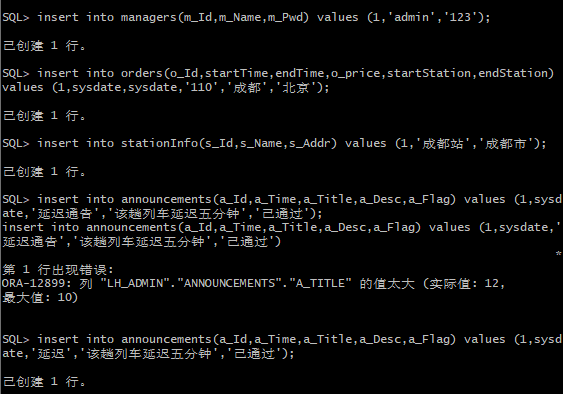 SQL> insert into managers(m_Id,m_Name,m_Pwd) values (1,'admin','123');
已创建 1 行。
SQL> insert into orders(o_Id,startTime,endTime,o_price,startStation,endStation)
values (1,sysdate,sysdate,'110','成都','北京');
已创建 1 行。
SQL> insert into stationInfo(s_Id,s_Name,s_Addr) values (1,'成都站','成都市');
已创建 1 行。
SQL> insert into announcements(a_Id,a_Time,a_Title,a_Desc,a_Flag) values (1,sysd
ate,'延迟通告','该趟列车延迟五分钟','已通过');
insert into announcements(a_Id,a_Time,a_Title,a_Desc,a_Flag) values (1,sysdate,'
延迟通告','该趟列车延迟五分钟','已通过')
*
第 1 行出现错误:
ORA-12899: 列 "LH_ADMIN"."ANNOUNCEMENTS"."A_TITLE" 的值太大 (实际值: 12,
最大值: 10)
SQL> insert into announcements(a_Id,a_Time,a_Title,a_Desc,a_Flag) values (1,sysd
ate,'延迟','该趟列车延迟五分钟','已通过');
已创建 1 行。